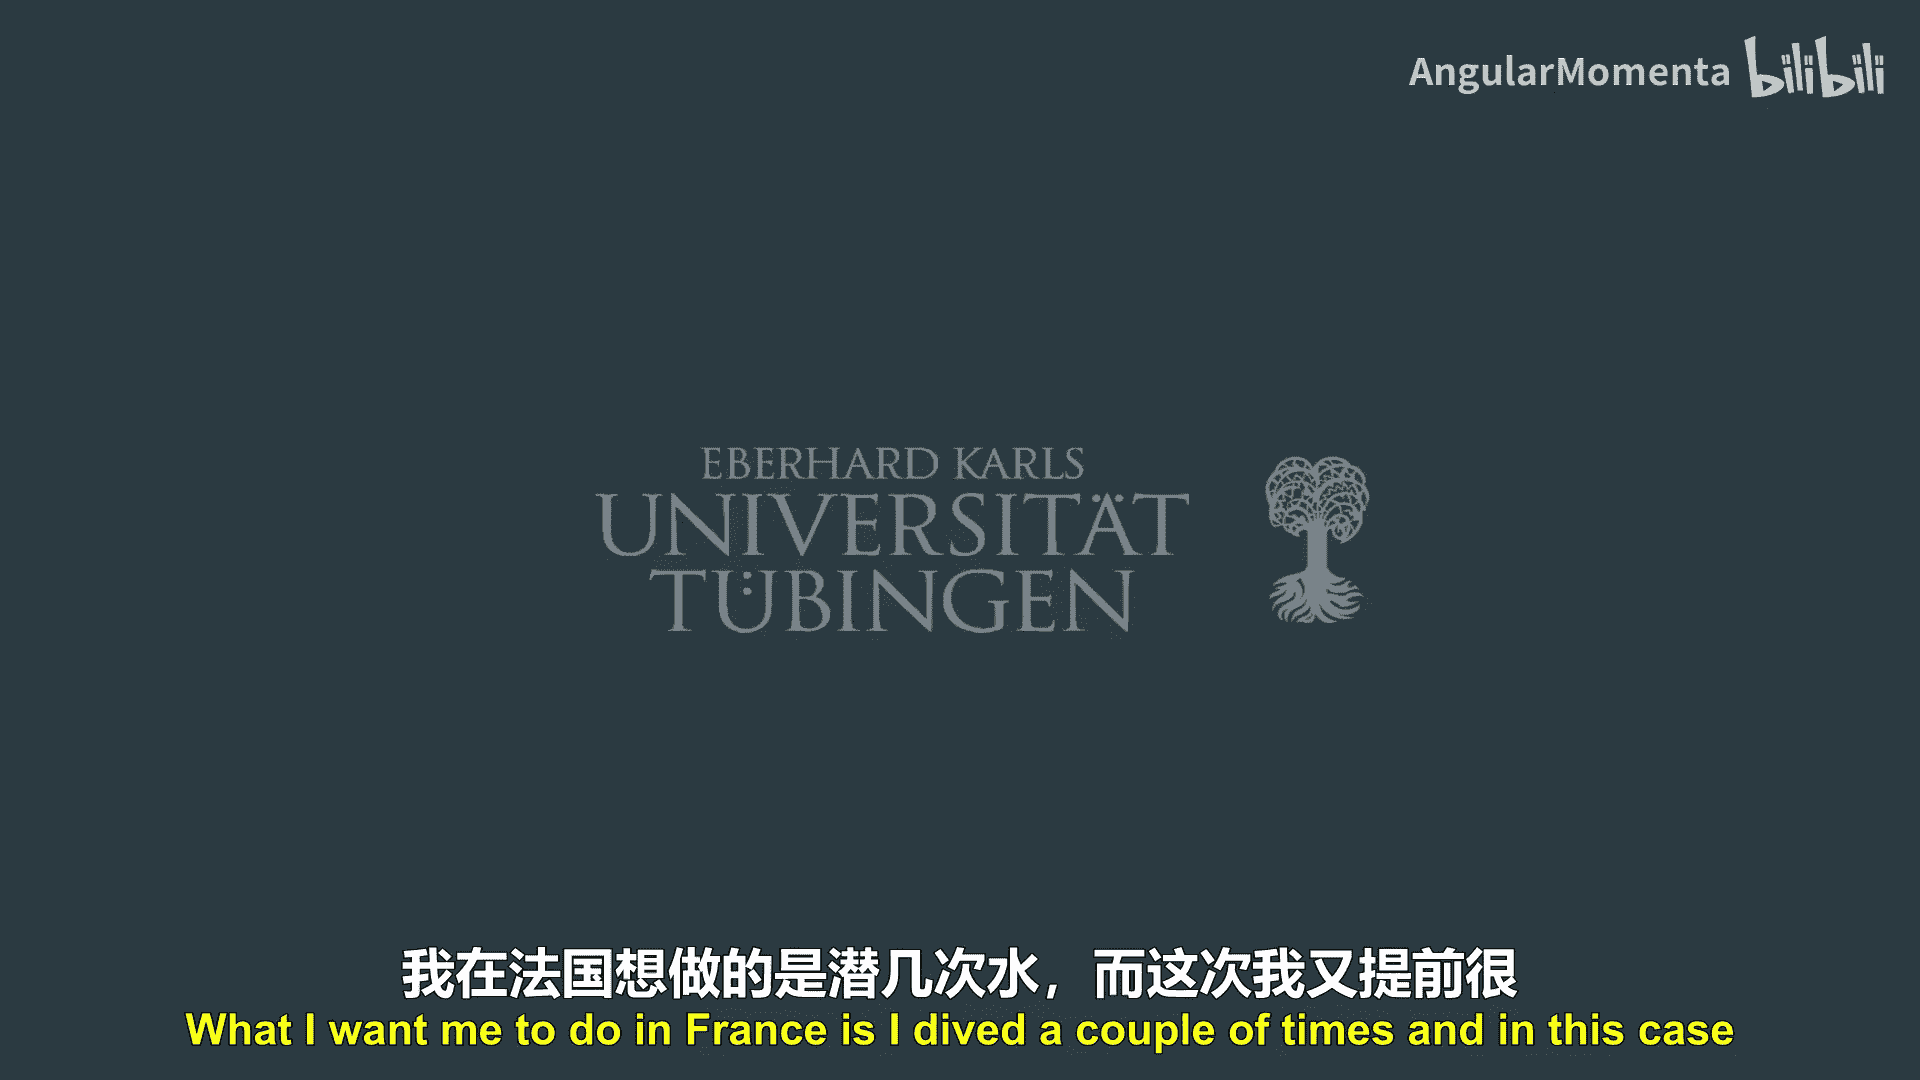 AngularMomenta bilibili
EBERHARD KARLS
UNIVERSITÄT
TÜBINGEN
我在法国想做的是潜几次水，而这次我又提前很
What I want me to do in France is I dived a couple of times and in this case